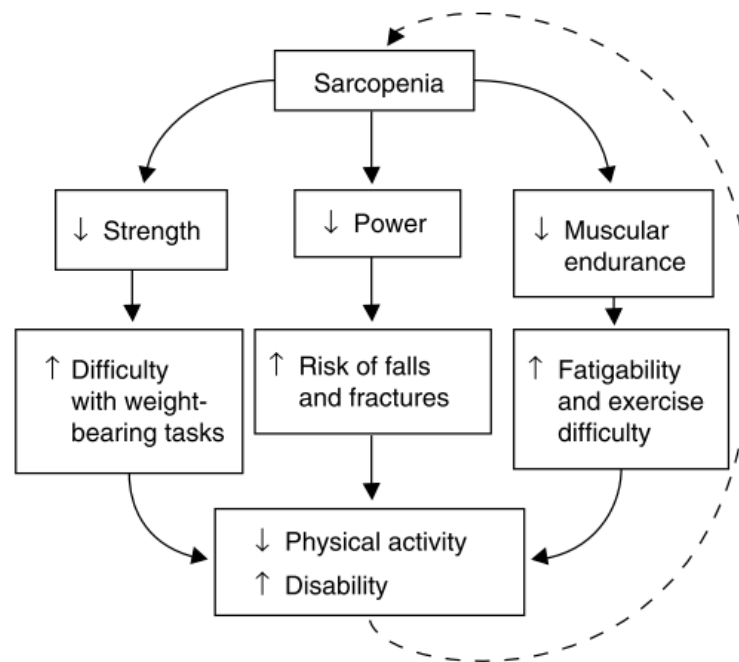 Sarcopenia
↓ Strength
↓ Power
↓ Muscular
endurance
↑ Difficulty
with weight-
bearing tasks
↑ Risk of falls
and fractures
↑ Fatigability
and exercise
difficulty
↓ Physical activity
↑ Disability